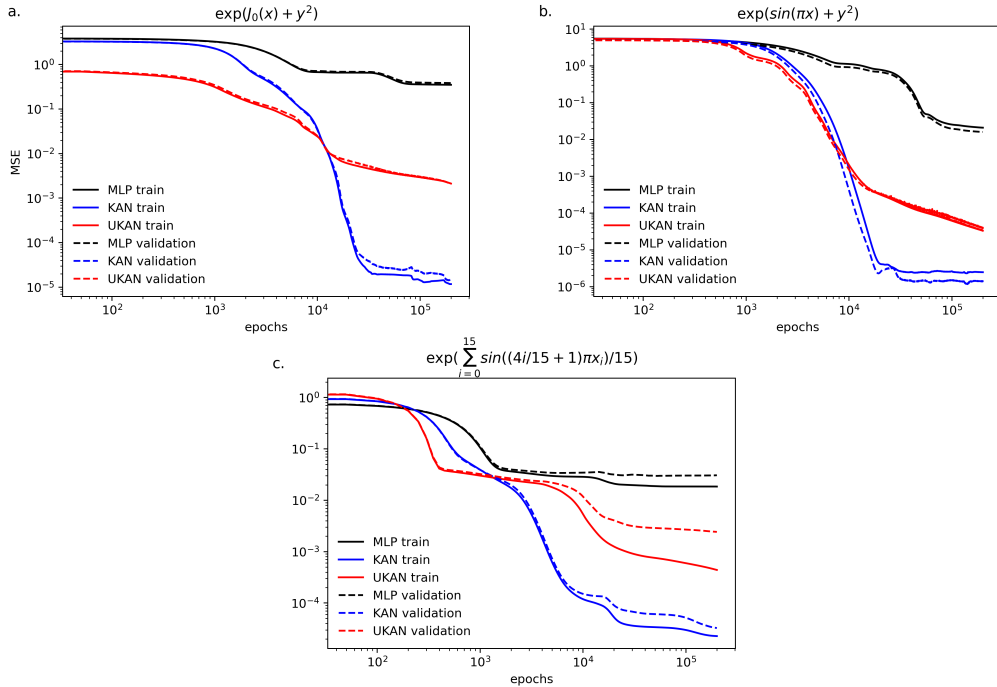 a.
exp(J₀(x) + y²)
MSE
10⁰
10⁻¹
10⁻²
10⁻³
10⁻⁴
10⁻⁵
MLP train
KAN train
UKAN train
MLP validation
KAN validation
UKAN validation
10² 10³ 10⁴ 10⁵
epochs
b.
exp(sin(πx) + y²)
10¹
10⁰
10⁻¹
10⁻²
10⁻³
10⁻⁴
10⁻⁵
10⁻⁶
MLP train
KAN train
UKAN train
MLP validation
KAN validation
UKAN validation
10² 10³ 10⁴ 10⁵
epochs
c.
15
exp( ∑ sin((4i/15 + 1)πxᵢ)/15)
i = 0
10⁰
10⁻¹
10⁻²
10⁻³
10⁻⁴
MLP train
KAN train
UKAN train
MLP validation
KAN validation
UKAN validation
10² 10³ 10⁴ 10⁵
epochs